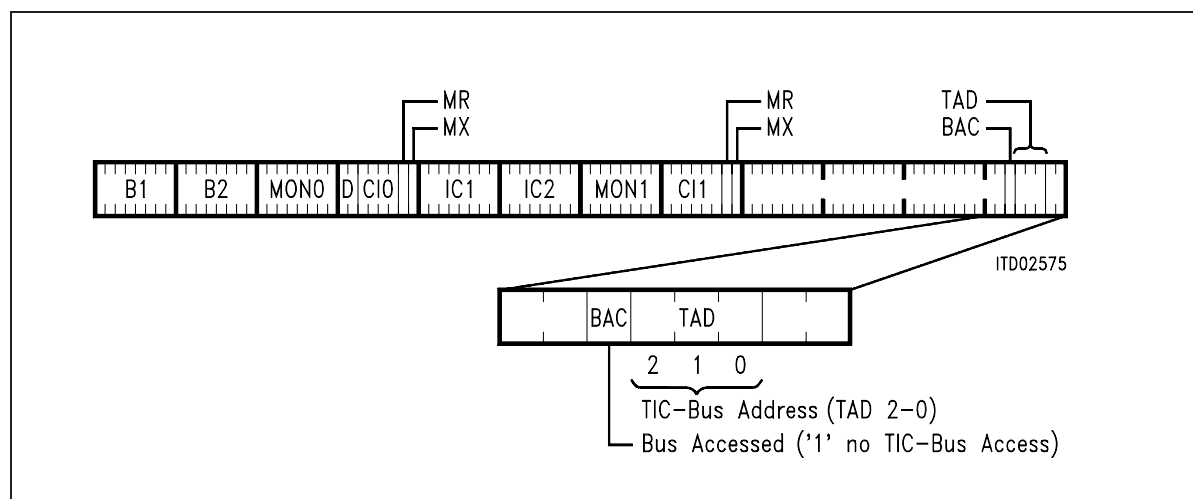 MR MR TAD
MX MX BAC
B1 B2 MON0 D CI0 IC1 IC2 MON1 CI1
ITD02575
BAC TAD
2 1 0
TIC-Bus Address (TAD 2-0)
Bus Accessed ('1' no TIC-Bus Access)